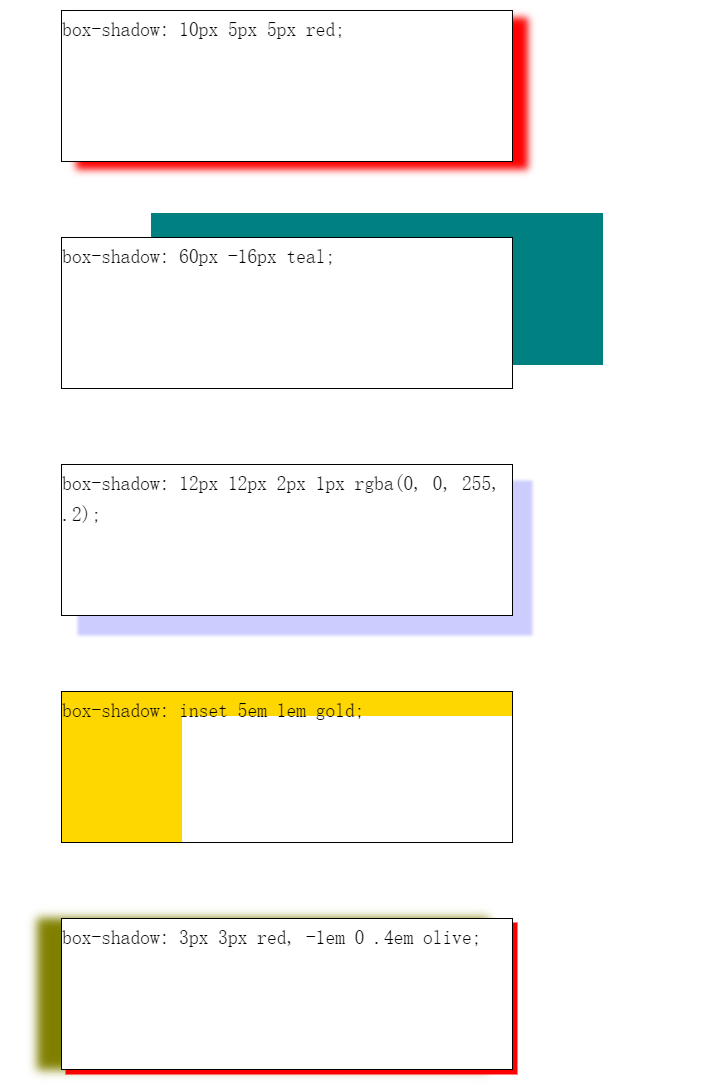 box-shadow: 10px 5px 5px red;
box-shadow: 60px -16px teal;
box-shadow: 12px 12px 2px 1px rgba(0, 0, 255,
.2);
box-shadow: inset 5em 1em gold;
box-shadow: 3px 3px red, -1em 0 .4em olive;